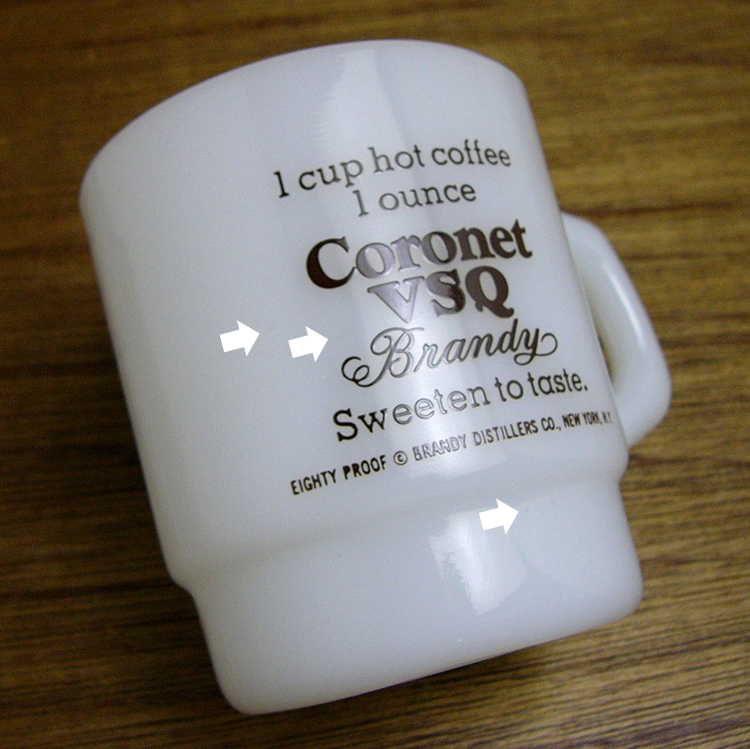 1 cup hot coffee
1 ounce
Coronet
VSQ
Brandy
Sweeten to taste.
EIGHTY PROOF © BRANDY DISTILLERS CO., NEW YORK, N.Y.